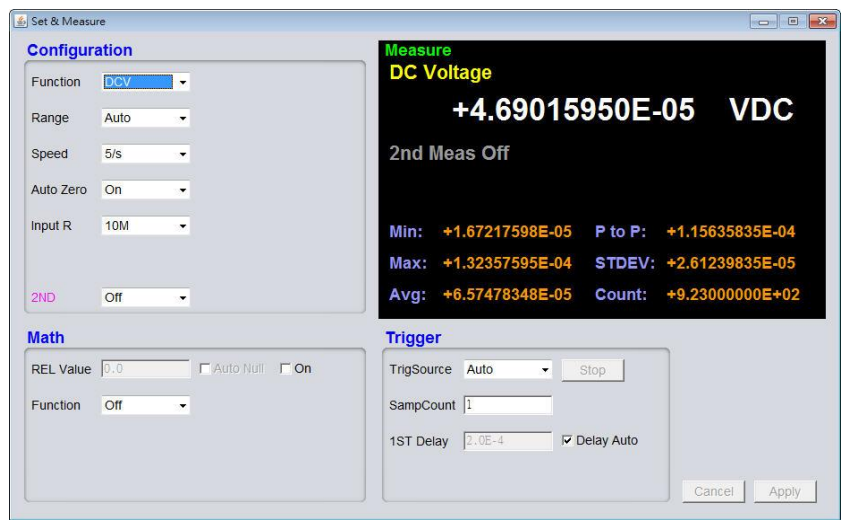 Set & Measure
Configuration
Function DCV
Range Auto
Speed 5/s
Auto Zero On
Input R 10M
2ND Off
Measure
DC Voltage
+4.69015950E-05 VDC
2nd Meas Off
Min: +1.67217598E-05 P to P: +1.15635835E-04
Max: +1.32357595E-04 STDEV: +2.61239835E-05
Avg: +6.57478348E-05 Count: +9.23000000E+02
Math
REL Value 0.0 Auto Null On
Function Off
Trigger
TrigSource Auto Stop
SampCount 1
1ST Delay 2.0E-4 Delay Auto
Cancel Apply